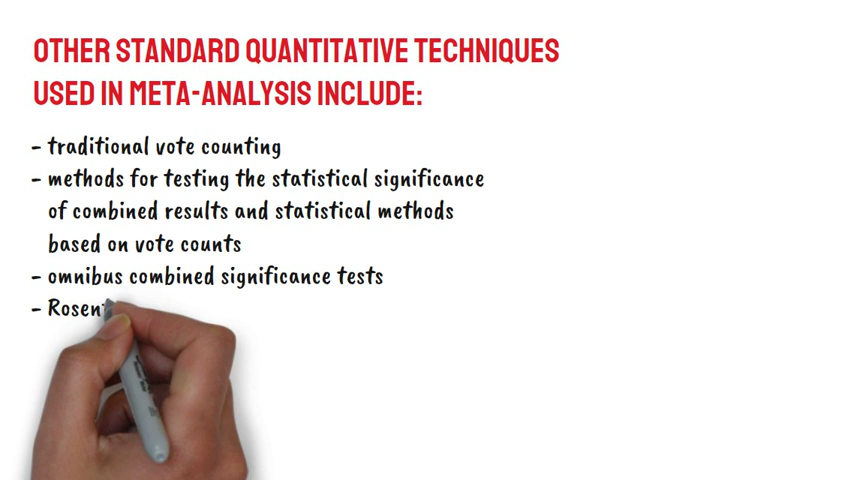 OTHER STANDARD QUANTITATIVE TECHNIQUES
USED IN META-ANALYSIS INCLUDE:
- traditional vote counting
- methods for testing the statistical significance
of combined results and statistical methods
based on vote counts
- omnibus combined significance tests
- Rosen